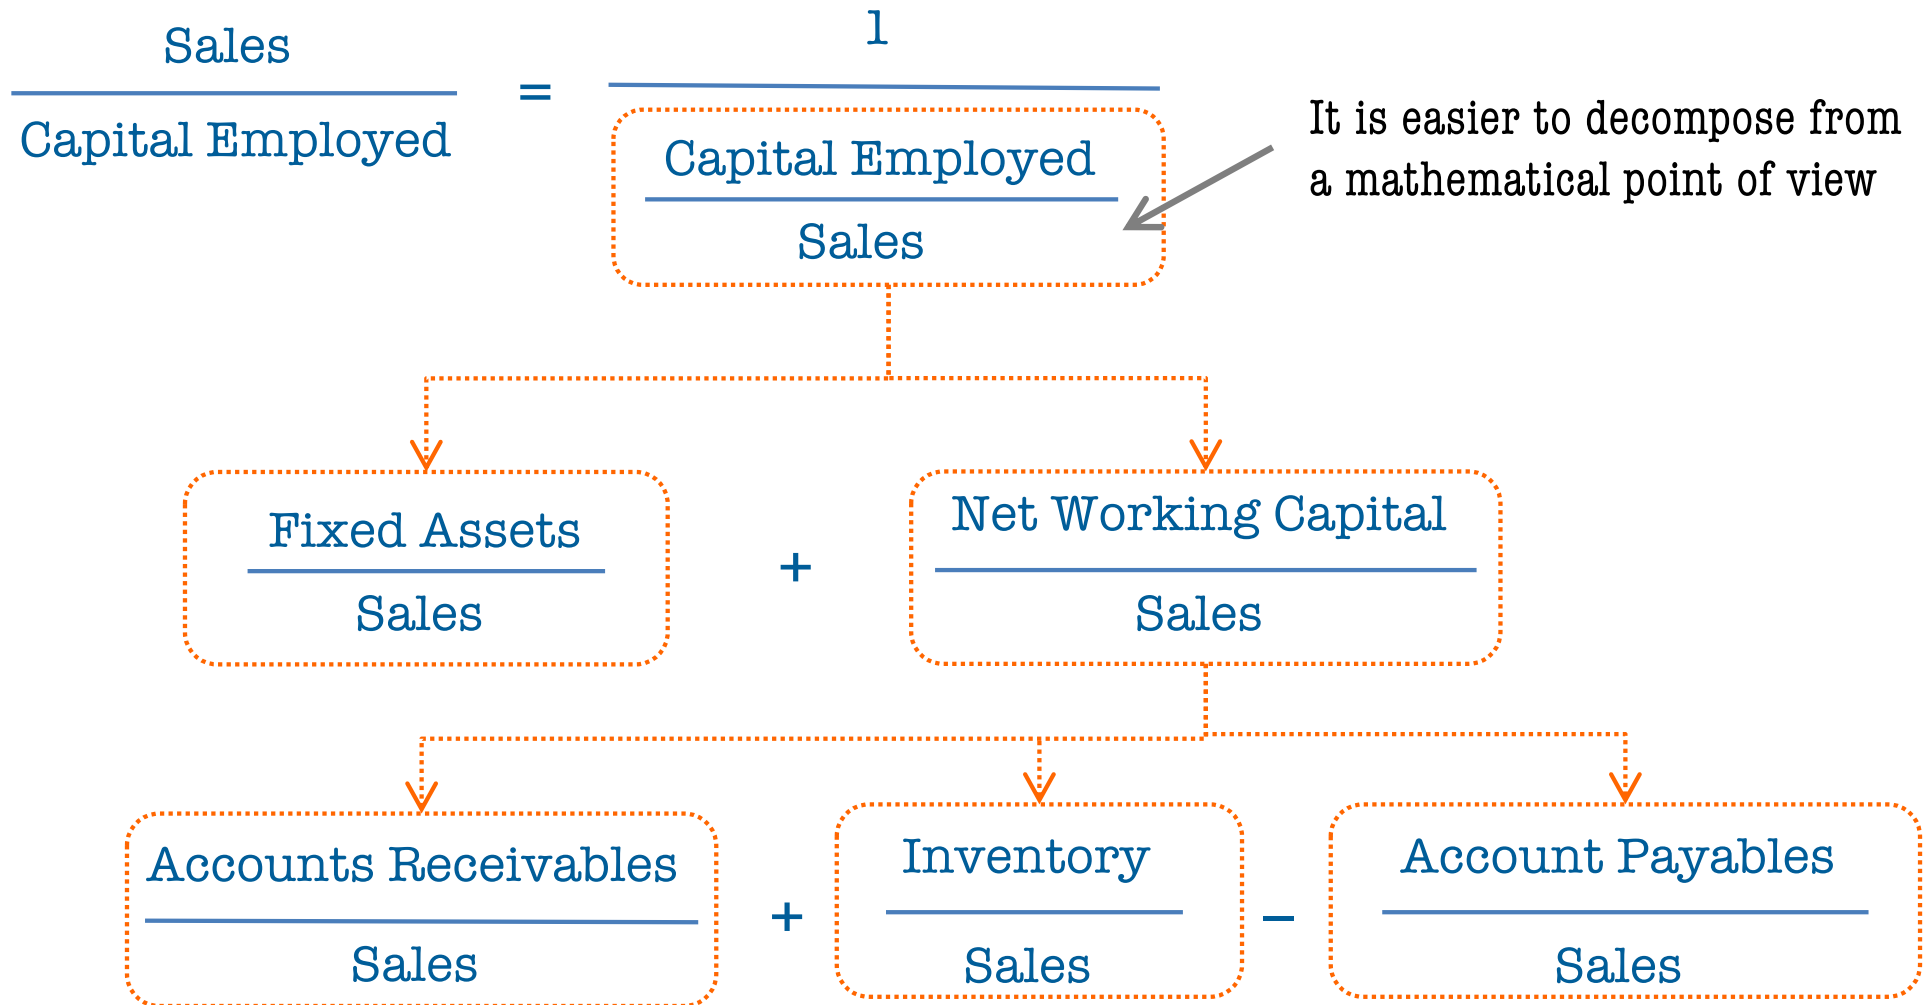 Sales
Capital Employed
=
1
Capital Employed
Sales
It is easier to decompose from
a mathematical point of view
Fixed Assets
Sales
+
Net Working Capital
Sales
Accounts Receivables
Sales
+
Inventory
Sales
–
Account Payables
Sales